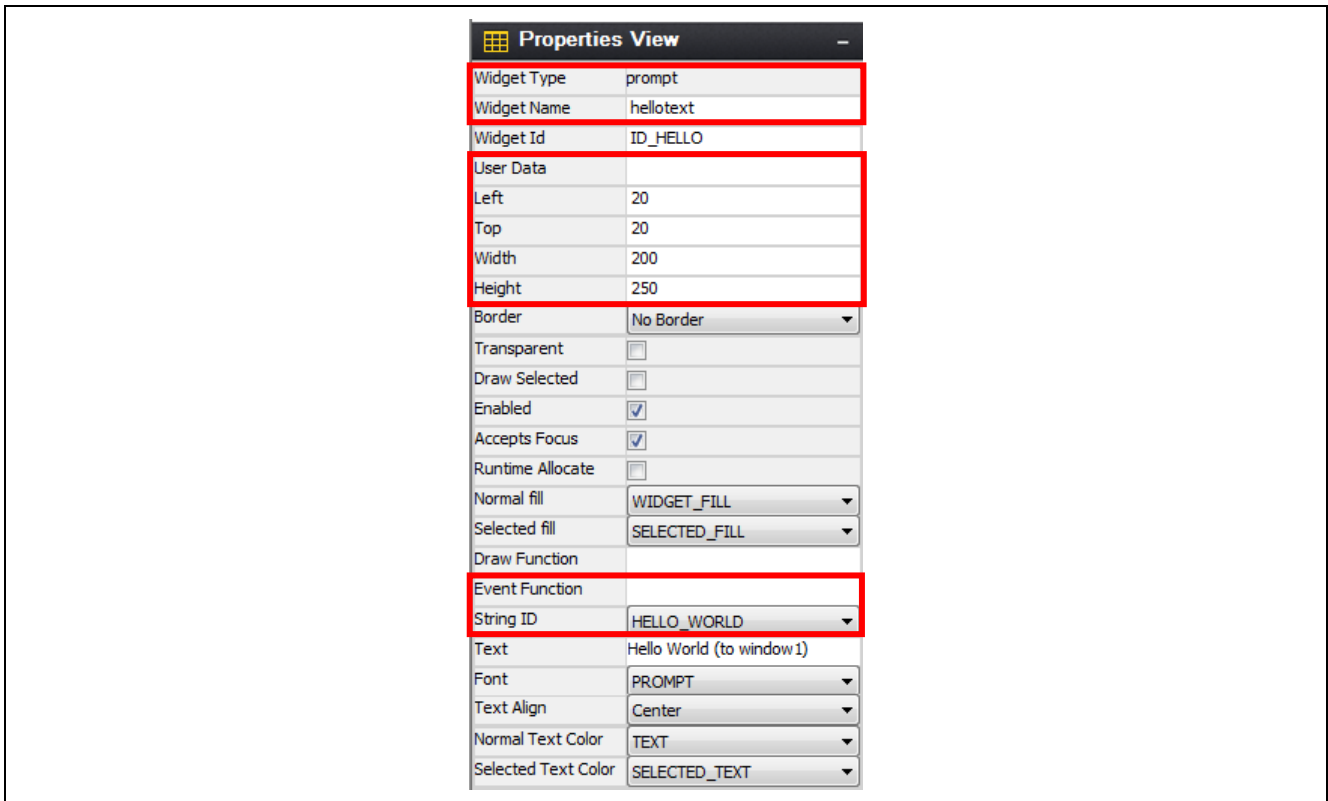 Properties View –
Widget Type prompt
Widget Name hellotext
Widget Id ID_HELLO
User Data
Left 20
Top 20
Width 200
Height 250
Border No Border
Transparent
Draw Selected
Enabled
Accepts Focus
Runtime Allocate
Normal fill WIDGET_FILL
Selected fill SELECTED_FILL
Draw Function
Event Function
String ID HELLO_WORLD
Text Hello World (to window1)
Font PROMPT
Text Align Center
Normal Text Color TEXT
Selected Text Color SELECTED_TEXT